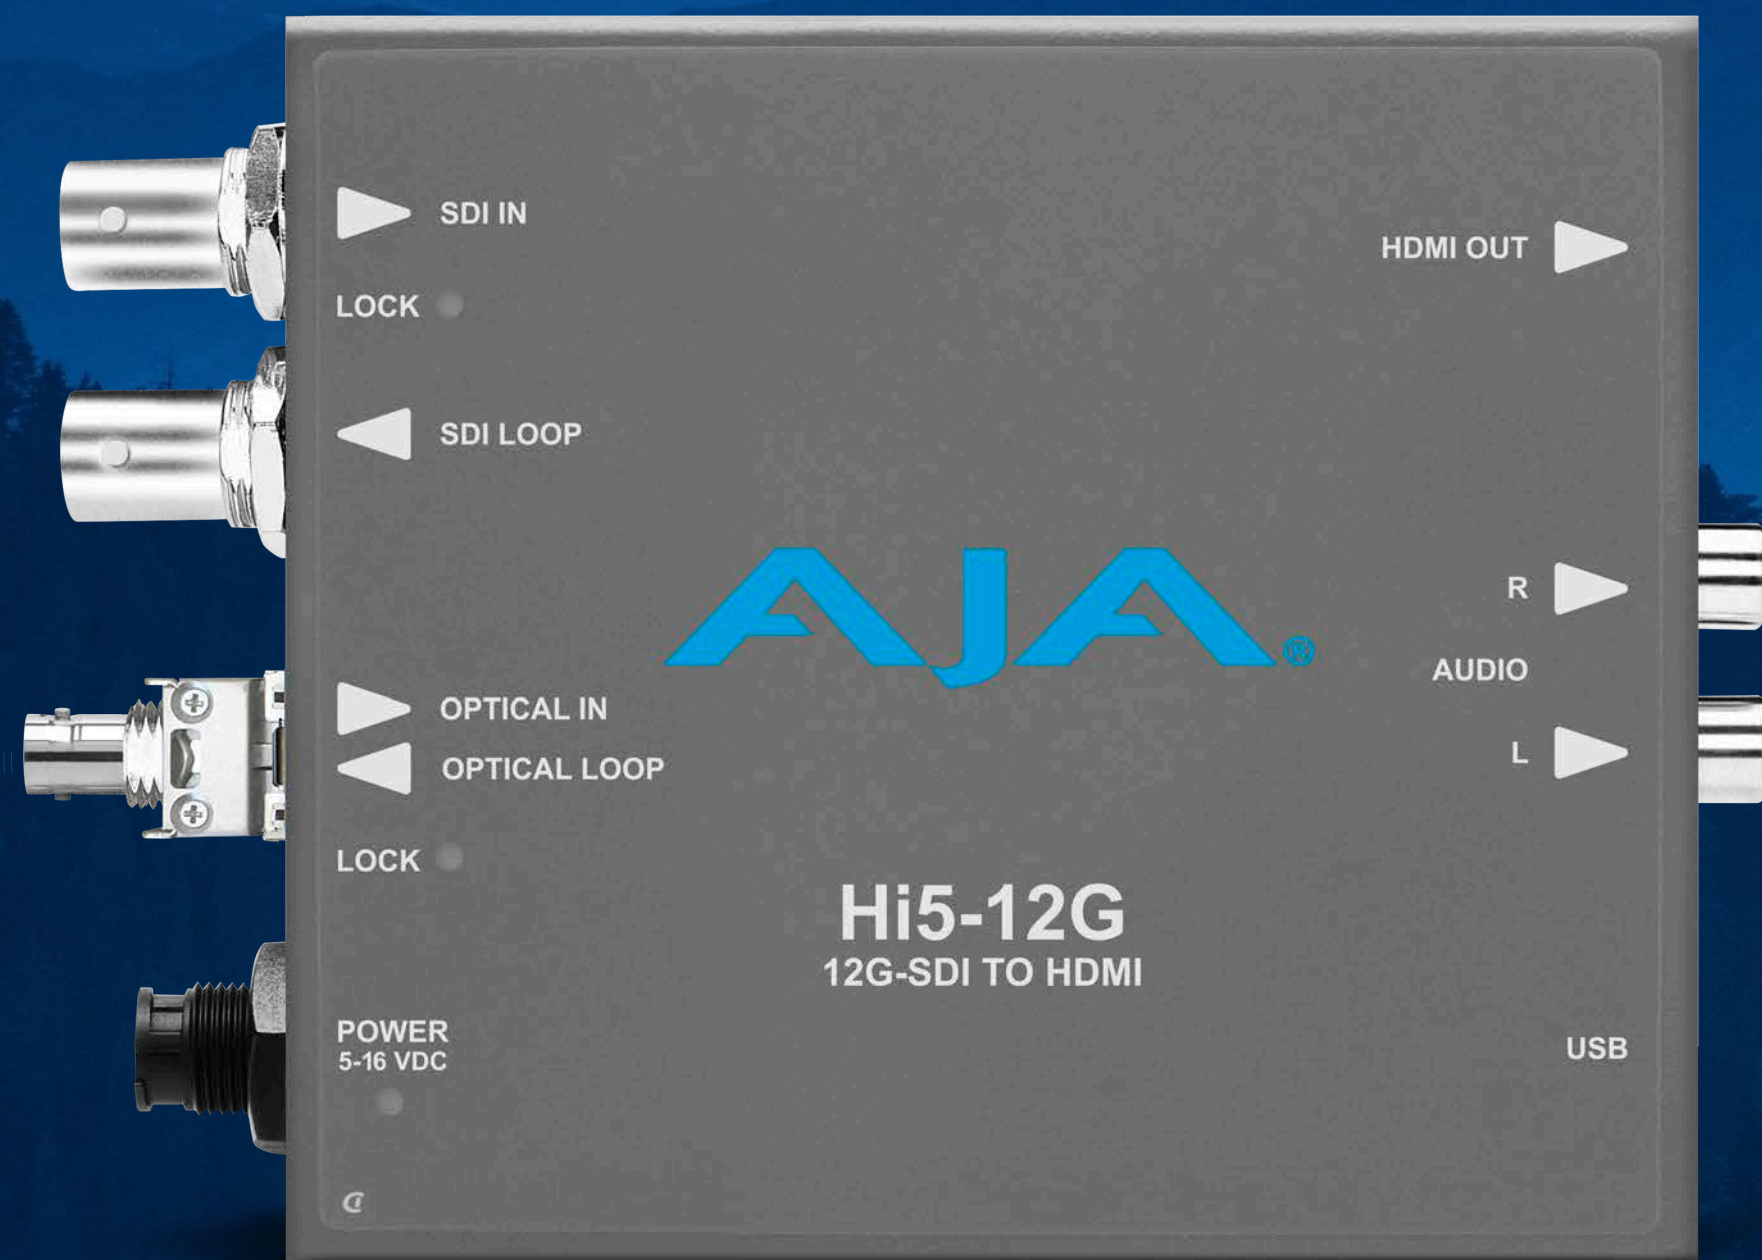 SDI IN
HDMI OUT
LOCK
SDI LOOP
AJA®
R
AUDIO
L
OPTICAL IN
OPTICAL LOOP
LOCK
Hi5-12G
12G-SDI TO HDMI
POWER
5-16 VDC
USB